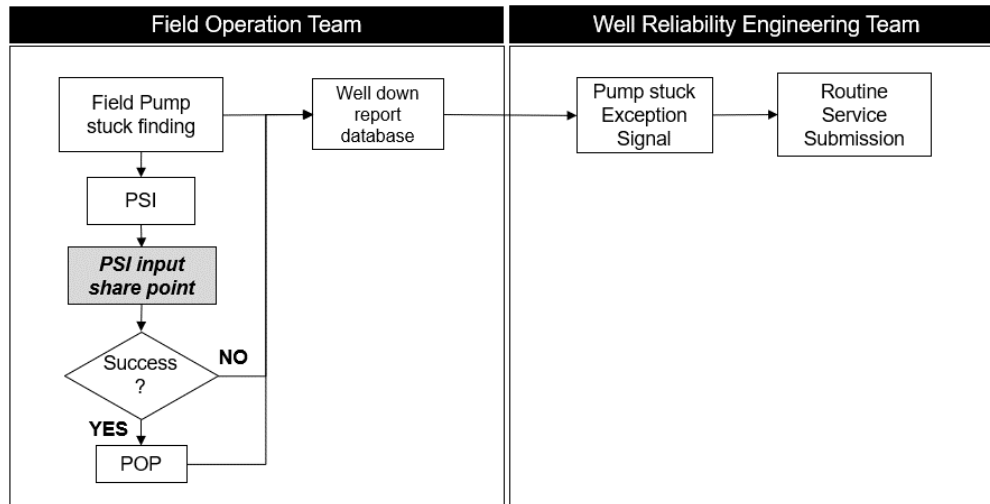 Field Operation Team
Well Reliability Engineering Team
Field Pump
stuck finding
Well down
report
database
Pump stuck
Exception
Signal
Routine
Service
Submission
PSI
PSI input
share point
Success
?
NO
YES
POP